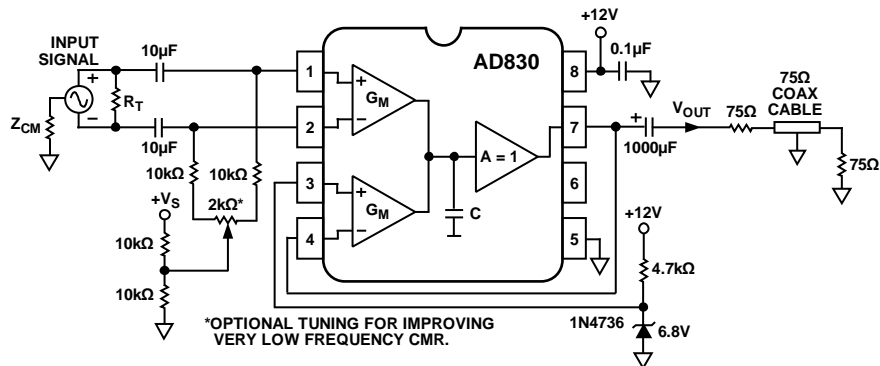 INPUT
SIGNAL
10µF
+
−
R_T
Z_CM
10µF
10kΩ
10kΩ
2kΩ*
+V_S
10kΩ
10kΩ
AD830
1
2
3
4
8
7
6
5
+
−
G_M
+
−
G_M
A = 1
C
+12V
0.1µF
+
1000µF
V_OUT
75Ω
75Ω
COAX
CABLE
75Ω
+12V
4.7kΩ
1N4736
6.8V
*OPTIONAL TUNING FOR IMPROVING
VERY LOW FREQUENCY CMR.